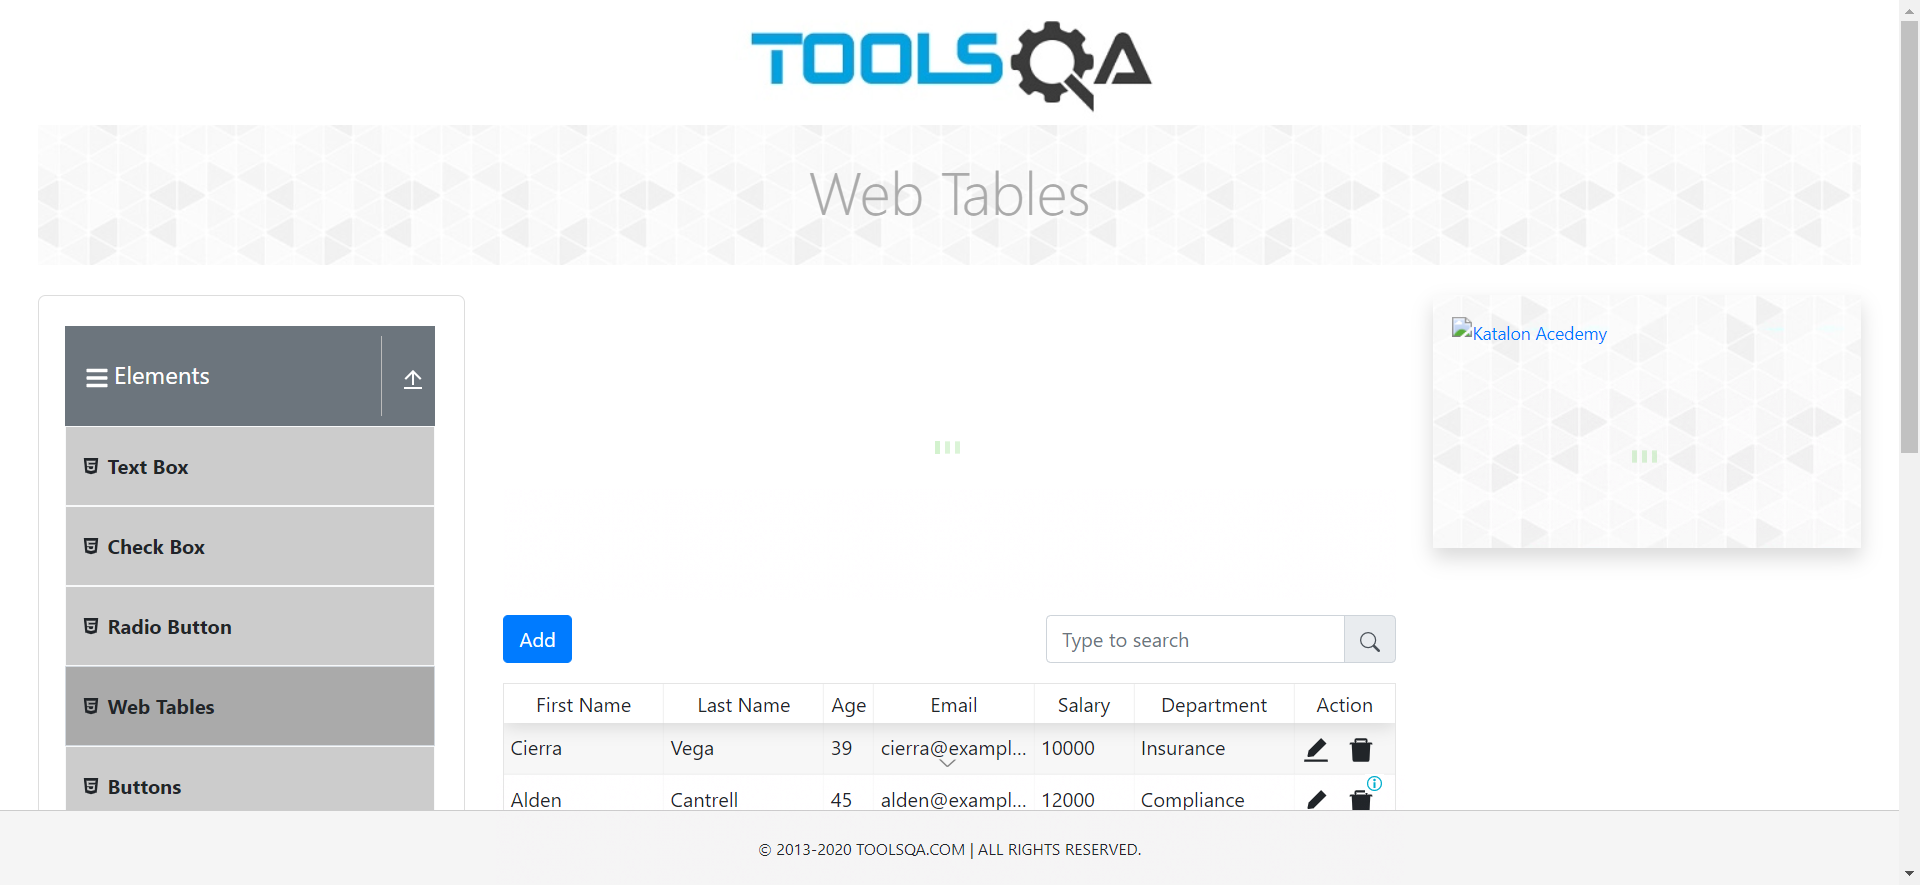 TOOLSQA
Web Tables
Elements
Text Box
Check Box
Radio Button
Web Tables
Buttons
Katalon Acedemy
Add
Type to search
First Name Last Name Age Email Salary Department Action
Cierra Vega 39 cierra@exampl... 10000 Insurance
Alden Cantrell 45 alden@exampl... 12000 Compliance
© 2013-2020 TOOLSQA.COM | ALL RIGHTS RESERVED.